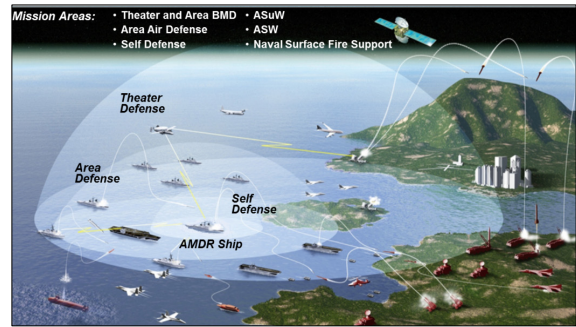 Mission Areas:
• Theater and Area BMD
• Area Air Defense
• Self Defense
• ASuW
• ASW
• Naval Surface Fire Support
Theater
Defense
Area
Defense
Self
Defense
AMDR Ship